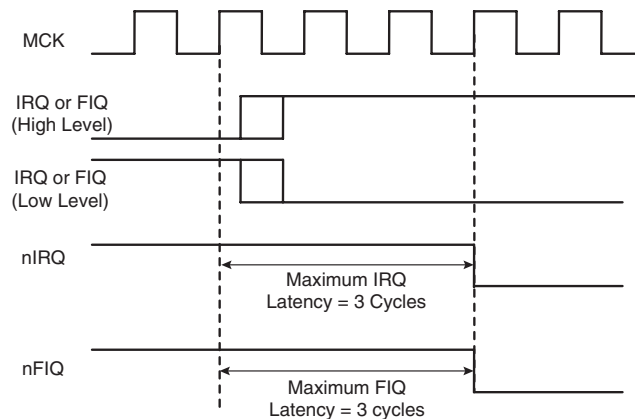 MCK
IRQ or FIQ
(High Level)
IRQ or FIQ
(Low Level)
nIRQ
Maximum IRQ
Latency = 3 Cycles
nFIQ
Maximum FIQ
Latency = 3 cycles